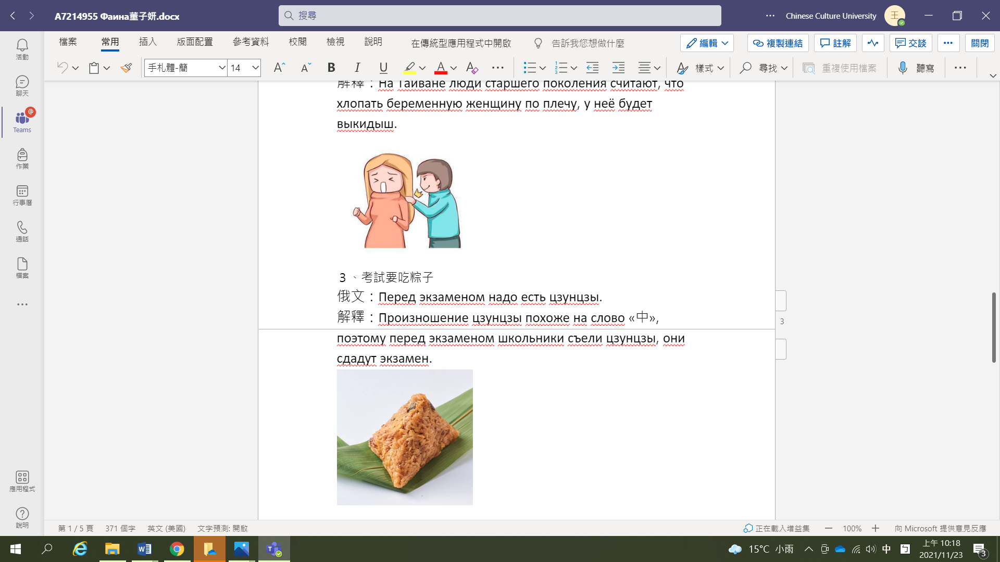 A7214955 Фаина董子妍.docx
搜尋
Chinese Culture University
王
檔案
常用
插入
版面配置
參考資料
校閱
檢視
說明
在傳統型應用程式中開啟
告訴我您想做什麼
編輯
複製連結
註解
交談
關閉
手札體-簡
14
樣式
尋找
重複使用檔案
聽寫
活動
聊天
Teams
作業
行事曆
通話
檔案
應用程式
說明
解釋：На Тайване люди старшего поколения считают, что
хлопать беременную женщину по плечу, у неё будет
выкидыш.
3、考試要吃粽子
俄文：Перед экзаменом надо есть цзунцзы.
解釋：Произношение цзунцзы похоже на слово «中»,
поэтому перед экзаменом школьники съели цзунцзы, они
сдадут экзамен.
3
第 1 / 5 頁
371 個字
英文 (美國)
文字預測: 開啟
正在載入增益集
100%
向 Microsoft 提供意見反應
15°C 小雨
中
上午 10:18
2021/11/23
3